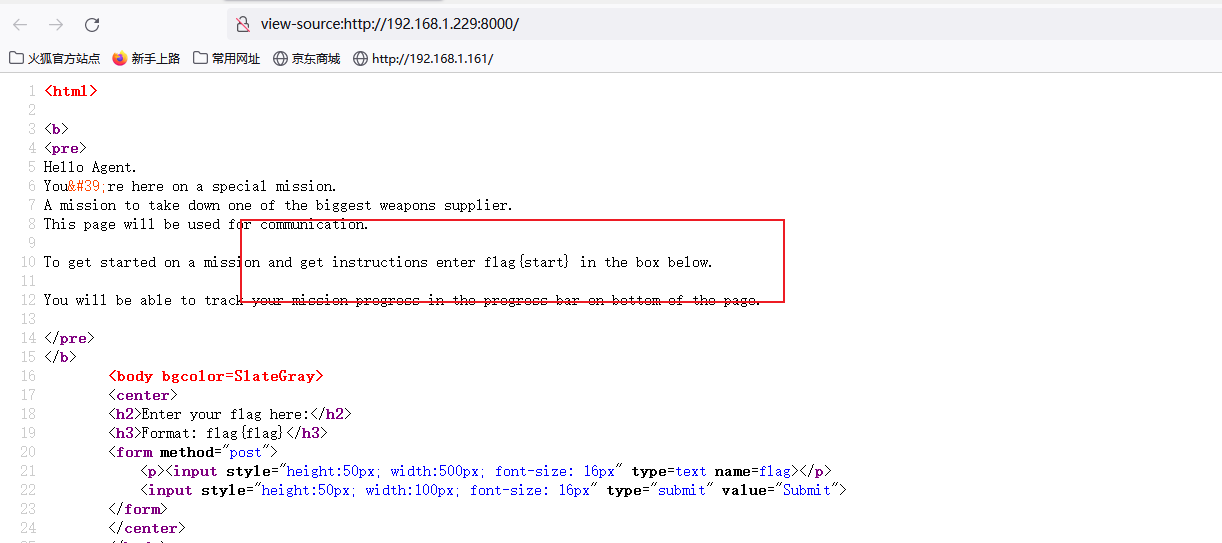 view-source:http://192.168.1.229:8000/
火狐官方站点 新手上路 常用网址 京东商城 http://192.168.1.161/
1 <html>
2
3 <b>
4 <pre>
5 Hello Agent.
6 You&#39;re here on a special mission.
7 A mission to take down one of the biggest weapons supplier.
8 This page will be used for communication.
9
10 To get started on a mission and get instructions enter flag{start} in the box below.
11
12 You will be able to track your mission progress in the progress bar on bottom of the page.
13
14 </pre>
15 </b>
16 <body bgcolor=SlateGray>
17 <center>
18 <h2>Enter your flag here:</h2>
19 <h3>Format: flag{flag}</h3>
20 <form method="post">
21 <p><input style="height:50px; width:500px; font-size: 16px" type=text name=flag></p>
22 <input style="height:50px; width:100px; font-size: 16px" type="submit" value="Submit">
23 </form>
24 </center>